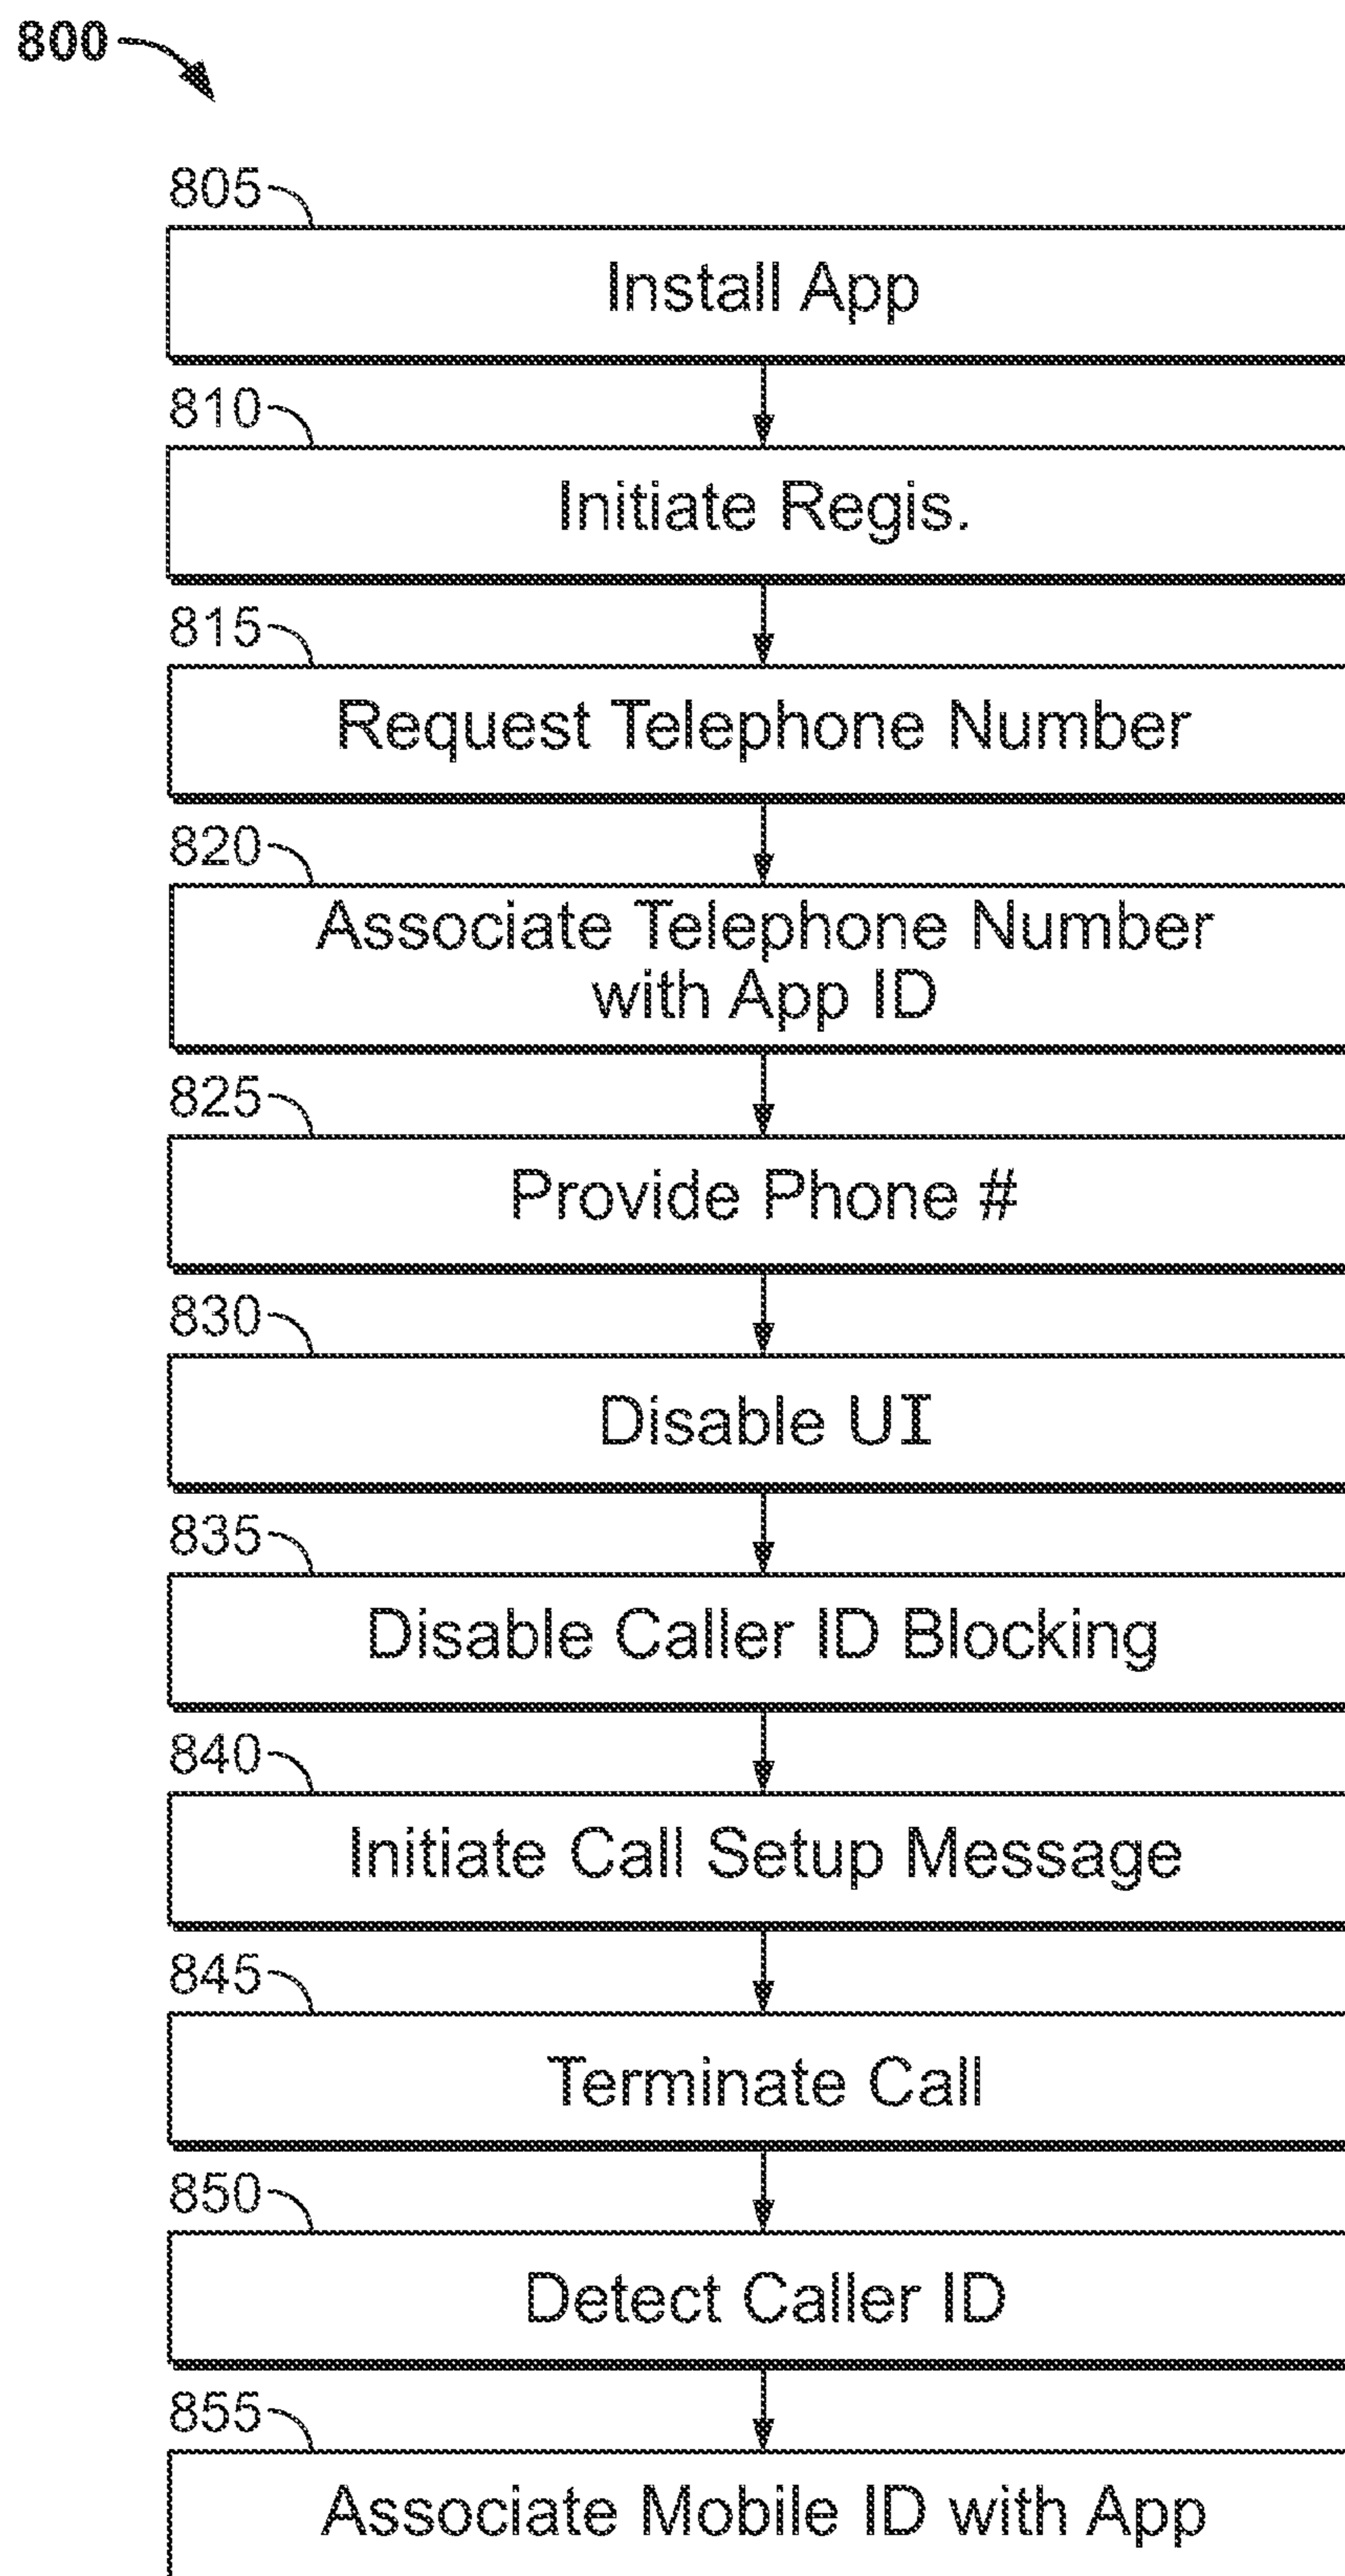 800
805
Install App
810
Initiate Regis.
815
Request Telephone Number
820
Associate Telephone Number
with App ID
825
Provide Phone #
830
Disable UI
835
Disable Caller ID Blocking
840
Initiate Call Setup Message
845
Terminate Call
850
Detect Caller ID
855
Associate Mobile ID with App